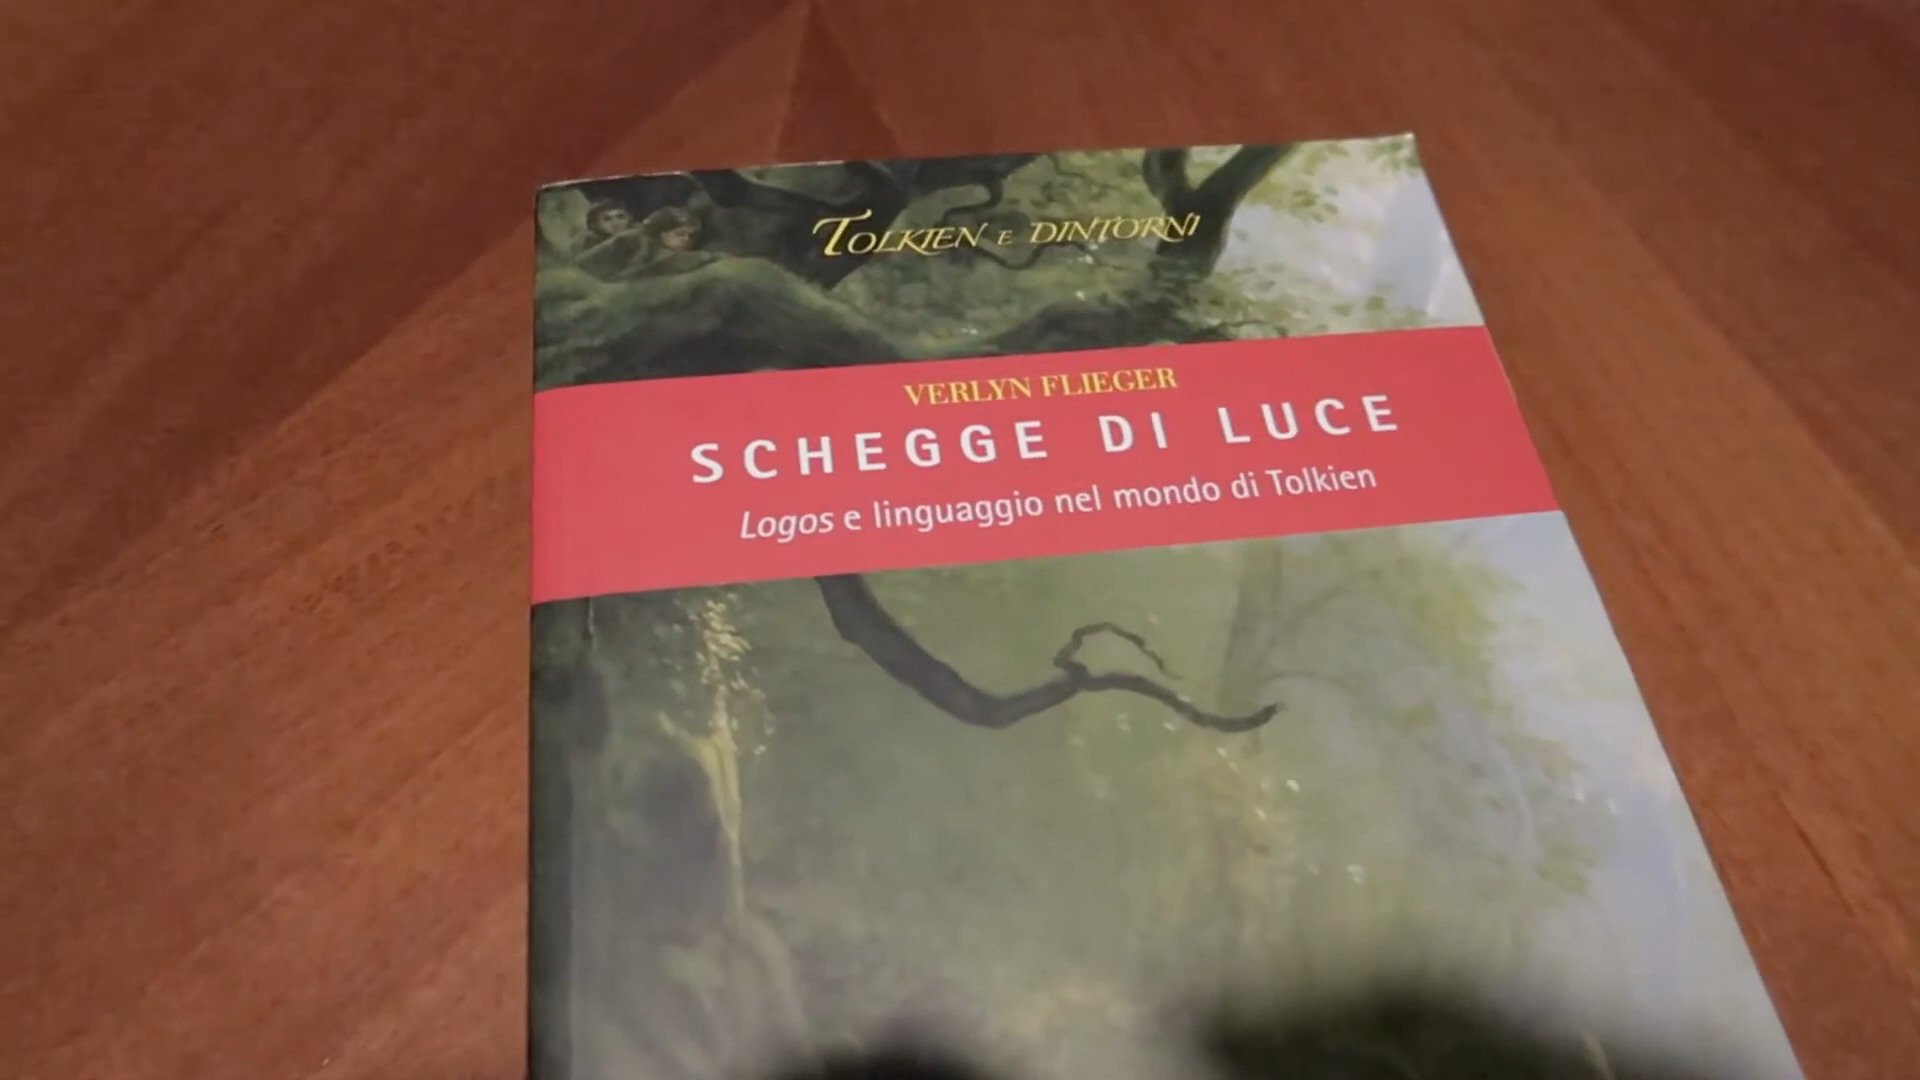 TOLKIEN E DINTORNI
VERLYN FLIEGER
SCHEGGE DI LUCE
Logos e linguaggio nel mondo di Tolkien